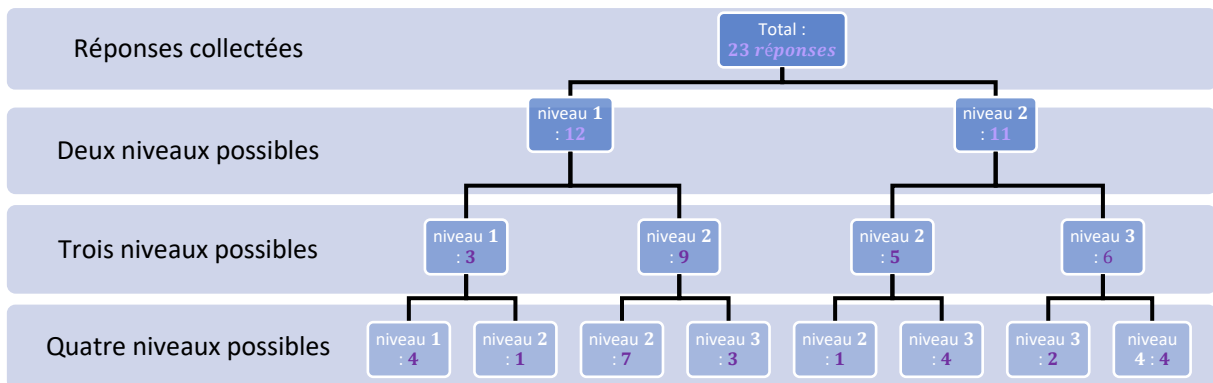 Réponses collectées
Total :
23 réponses
Deux niveaux possibles
niveau 1
: 12
niveau 2
: 11
Trois niveaux possibles
niveau 1
: 3
niveau 2
: 9
niveau 2
: 5
niveau 3
: 6
Quatre niveaux possibles
niveau 1
: 4
niveau 2
: 1
niveau 2
: 7
niveau 3
: 3
niveau 2
: 1
niveau 3
: 4
niveau 3
: 2
niveau
4 : 4